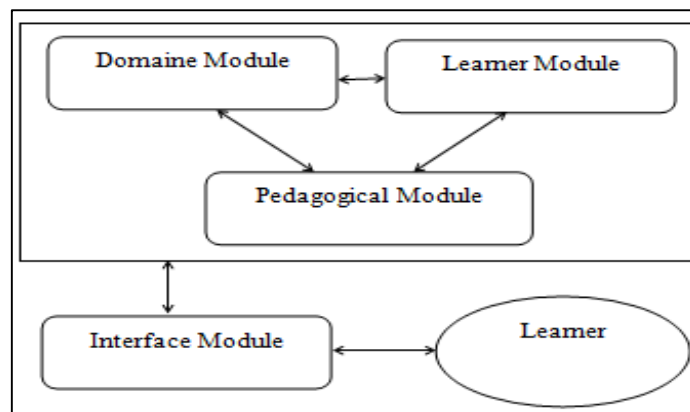 Domaine Module
Learner Module
Pedagogical Module
Interface Module
Learner